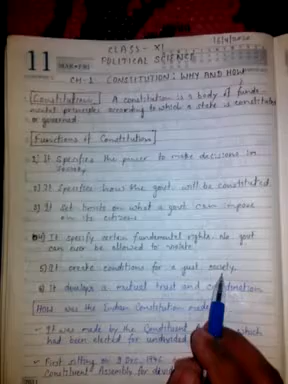 16/4/2020
CLASS - XI
11
POLITICAL SCIENCE
CH-1 CONSTITUTION : WHY AND HOW
Constitution A constitution is a body of funda
mental principles according to which a state is constituted
or governed
Functions of Constitution
1) It specifies the power to make decisions in
society.
2) It specifies how the govt. will be constituted.
3) It set limits on what a govt can impose
on its citizens
4) It specify certain fundamental rights. No govt
can ever be allowed to violate
5) It create conditions for a just society.
6) It develops a mutual trust and coordination
How was the Indian Constitution made
- It was made by the Constituent which
had been elected for undivided
- First sitting on 9 Dec 1946
Constituent Assembly for